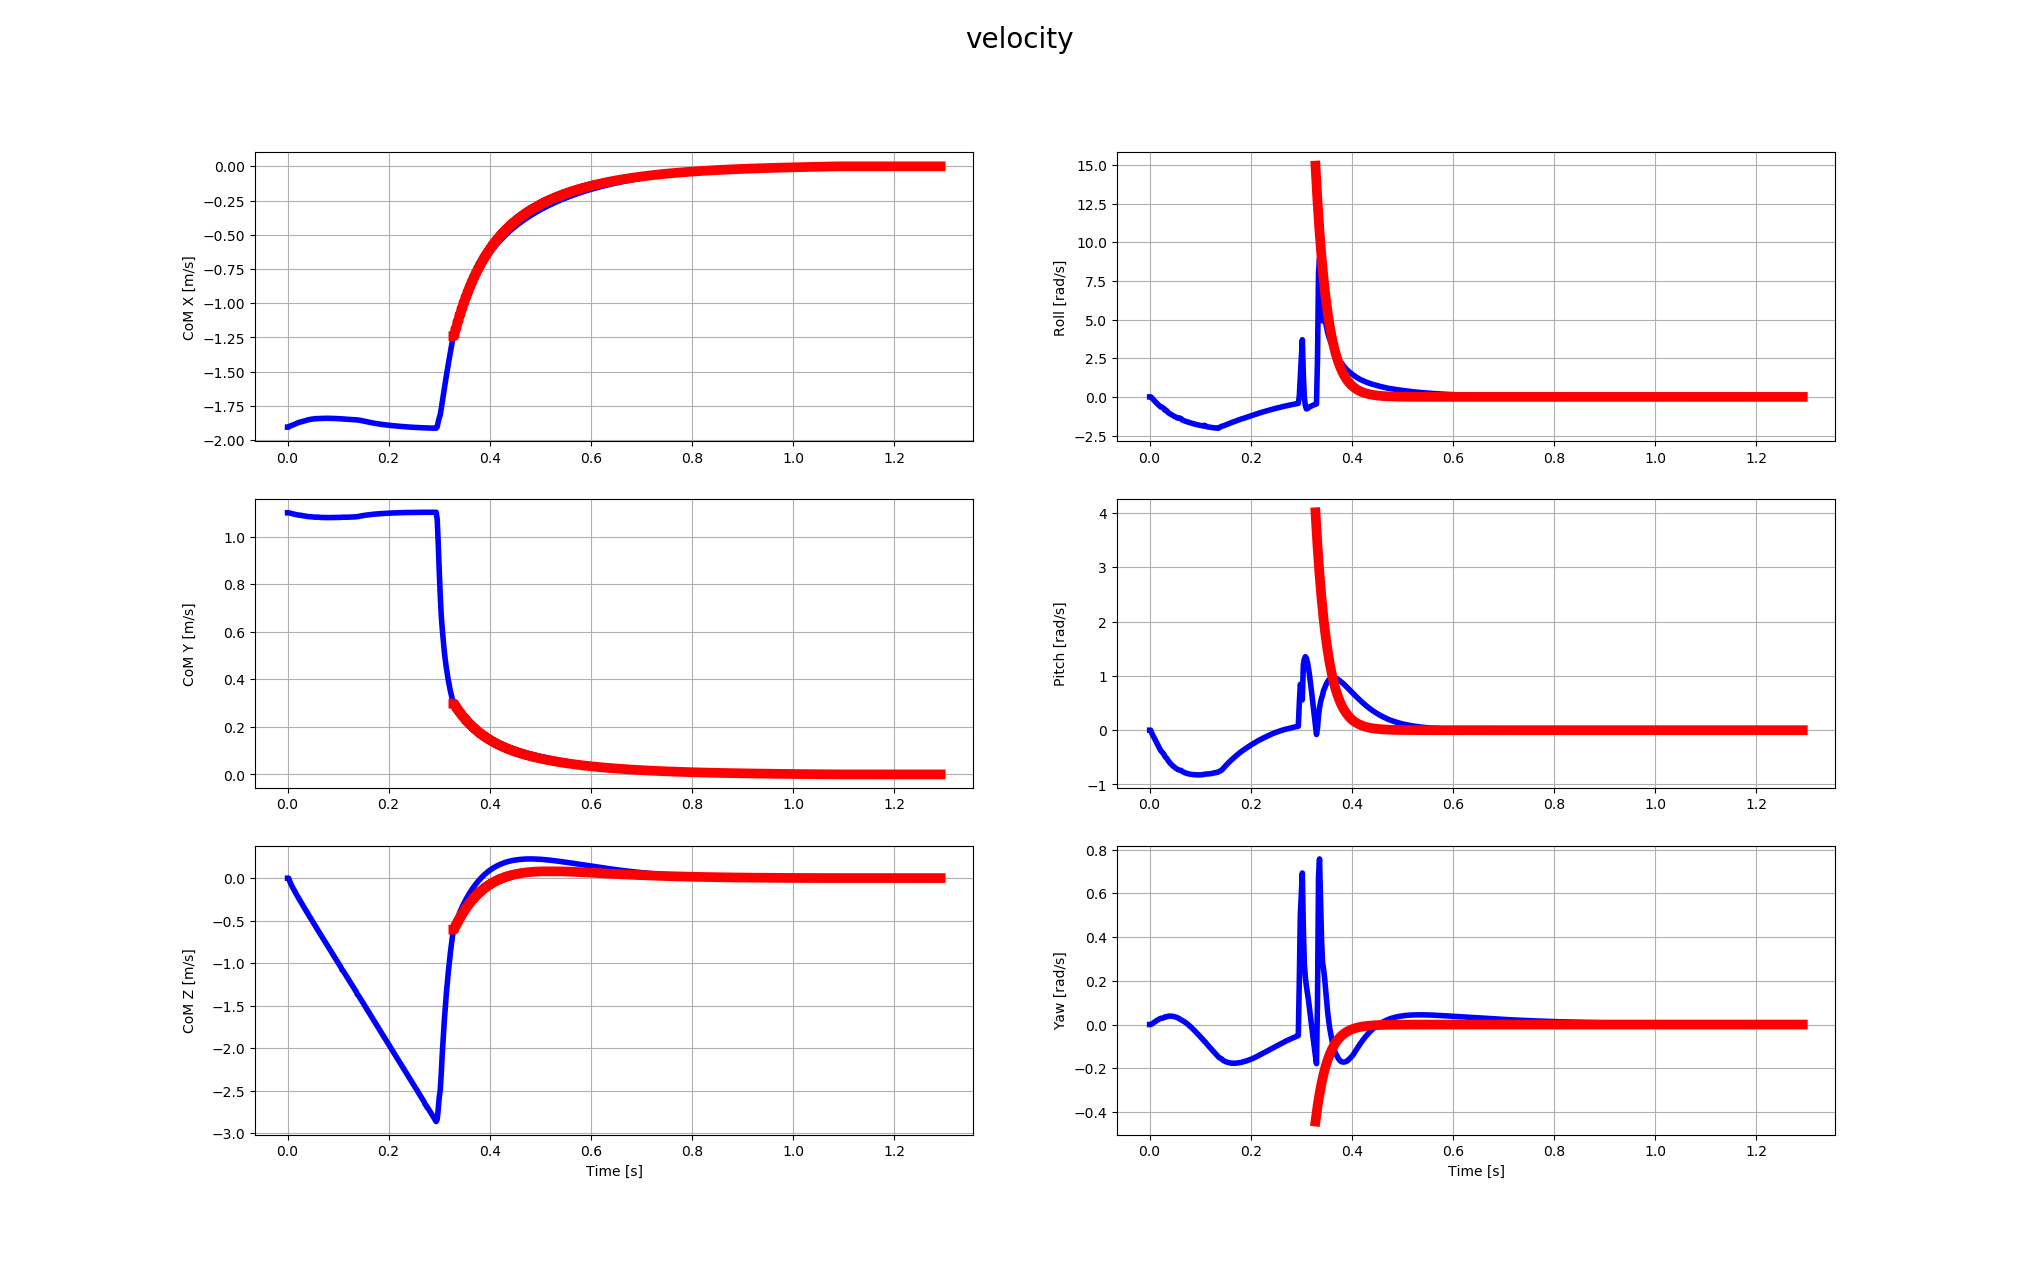 velocity
CoM X [m/s]
0.00
−0.25
−0.50
−0.75
−1.00
−1.25
−1.50
−1.75
−2.00
0.0 0.2 0.4 0.6 0.8 1.0 1.2
Roll [rad/s]
15.0
12.5
10.0
7.5
5.0
2.5
0.0
−2.5
0.0 0.2 0.4 0.6 0.8 1.0 1.2
CoM Y [m/s]
1.0
0.8
0.6
0.4
0.2
0.0
0.0 0.2 0.4 0.6 0.8 1.0 1.2
Pitch [rad/s]
4
3
2
1
0
−1
0.0 0.2 0.4 0.6 0.8 1.0 1.2
CoM Z [m/s]
0.0
−0.5
−1.0
−1.5
−2.0
−2.5
−3.0
0.0 0.2 0.4 0.6 0.8 1.0 1.2
Time [s]
Yaw [rad/s]
0.8
0.6
0.4
0.2
0.0
−0.2
−0.4
0.0 0.2 0.4 0.6 0.8 1.0 1.2
Time [s]